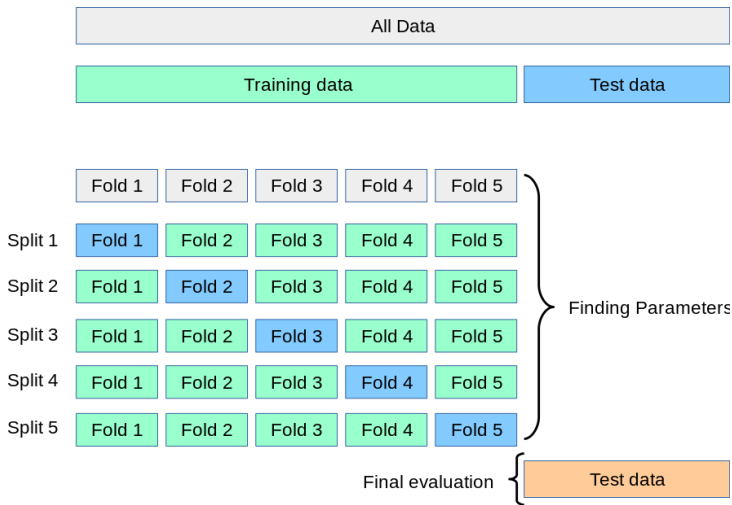 All Data
Training data Test data
Fold 1 Fold 2 Fold 3 Fold 4 Fold 5
Split 1 Fold 1 Fold 2 Fold 3 Fold 4 Fold 5
Split 2 Fold 1 Fold 2 Fold 3 Fold 4 Fold 5
Finding Parameters
Split 3 Fold 1 Fold 2 Fold 3 Fold 4 Fold 5
Split 4 Fold 1 Fold 2 Fold 3 Fold 4 Fold 5
Split 5 Fold 1 Fold 2 Fold 3 Fold 4 Fold 5
Final evaluation Test data